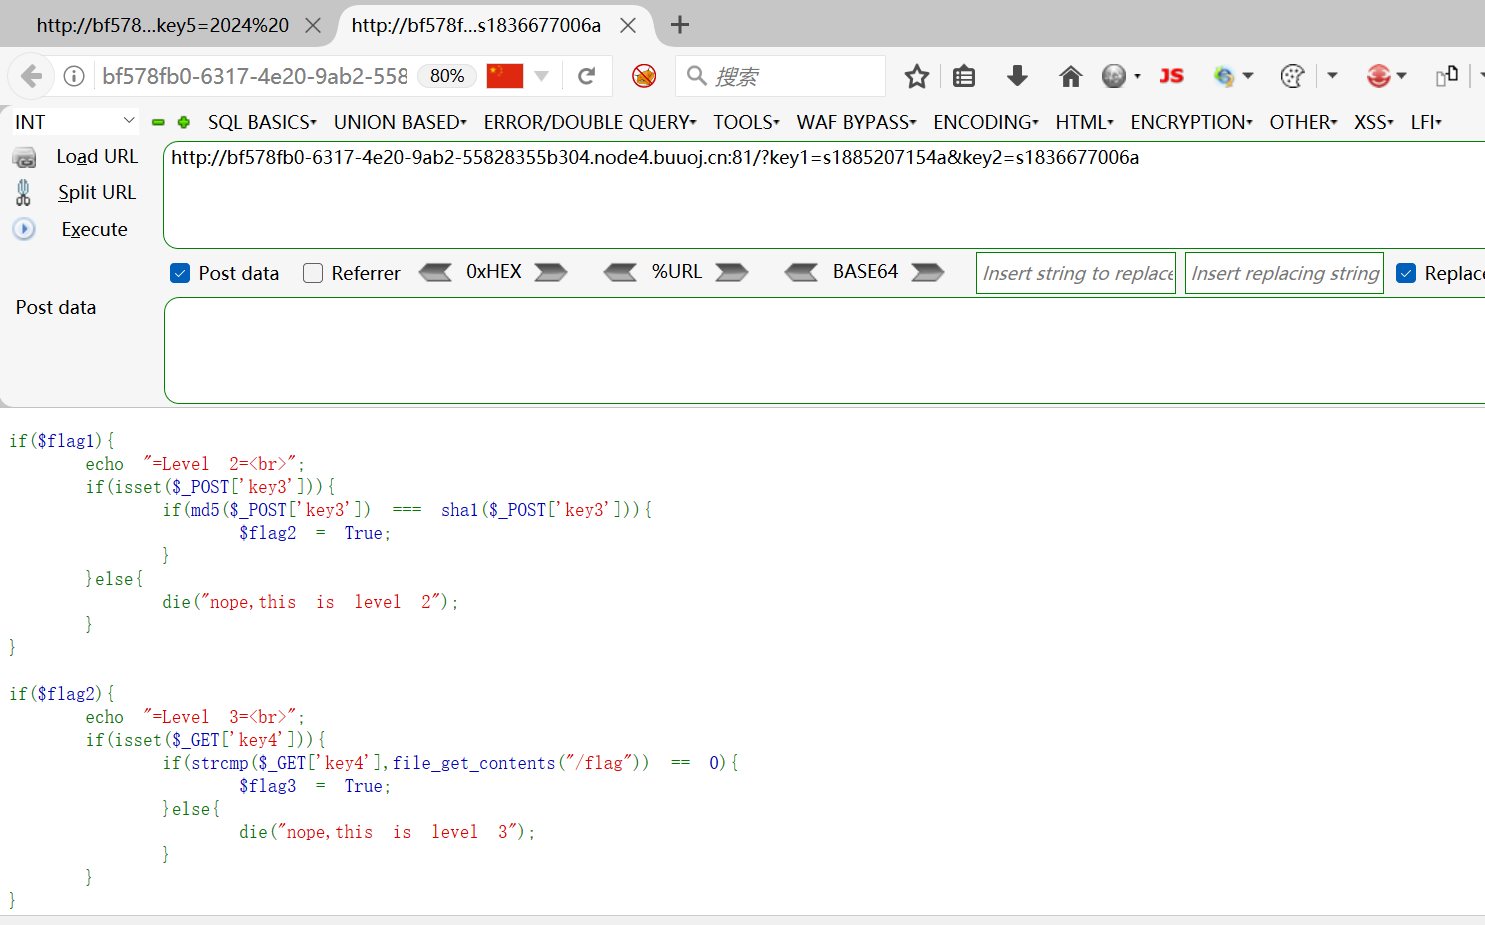 http://bf578...key5=2024%20
http://bf578f...s1836677006a
bf578fb0-6317-4e20-9ab2-558
80%
搜索
JS
INT
SQL BASICS
UNION BASED
ERROR/DOUBLE QUERY
TOOLS
WAF BYPASS
ENCODING
HTML
ENCRYPTION
OTHER
XSS
LFI
Load URL
http://bf578fb0-6317-4e20-9ab2-55828355b304.node4.buuoj.cn:81/?key1=s1885207154a&key2=s1836677006a
Split URL
Execute
Post data
Referrer
0xHEX
%URL
BASE64
Insert string to replace
Insert replacing string
Replace
Post data
if($flag1){
echo "=Level 2=<br>";
if(isset($_POST['key3'])){
if(md5($_POST['key3']) === sha1($_POST['key3'])){
$flag2 = True;
}
}else{
die("nope,this is level 2");
}
}
if($flag2){
echo "=Level 3=<br>";
if(isset($_GET['key4'])){
if(strcmp($_GET['key4'],file_get_contents("/flag")) == 0){
$flag3 = True;
}else{
die("nope,this is level 3");
}
}
}